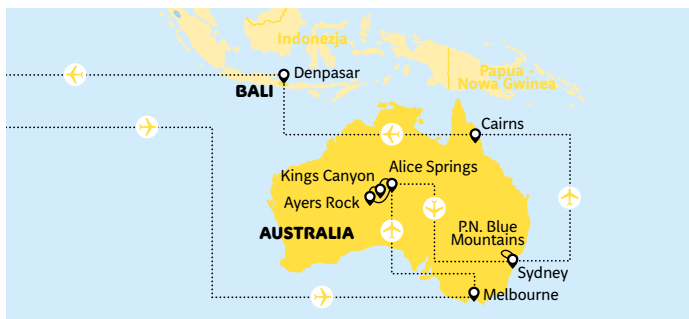 Indonezja
Denpasar
BALI
Papua -
Nowa Gwinea
Cairns
Kings Canyon
Alice Springs
Ayers Rock
AUSTRALIA
P.N. Blue
Mountains
Sydney
Melbourne